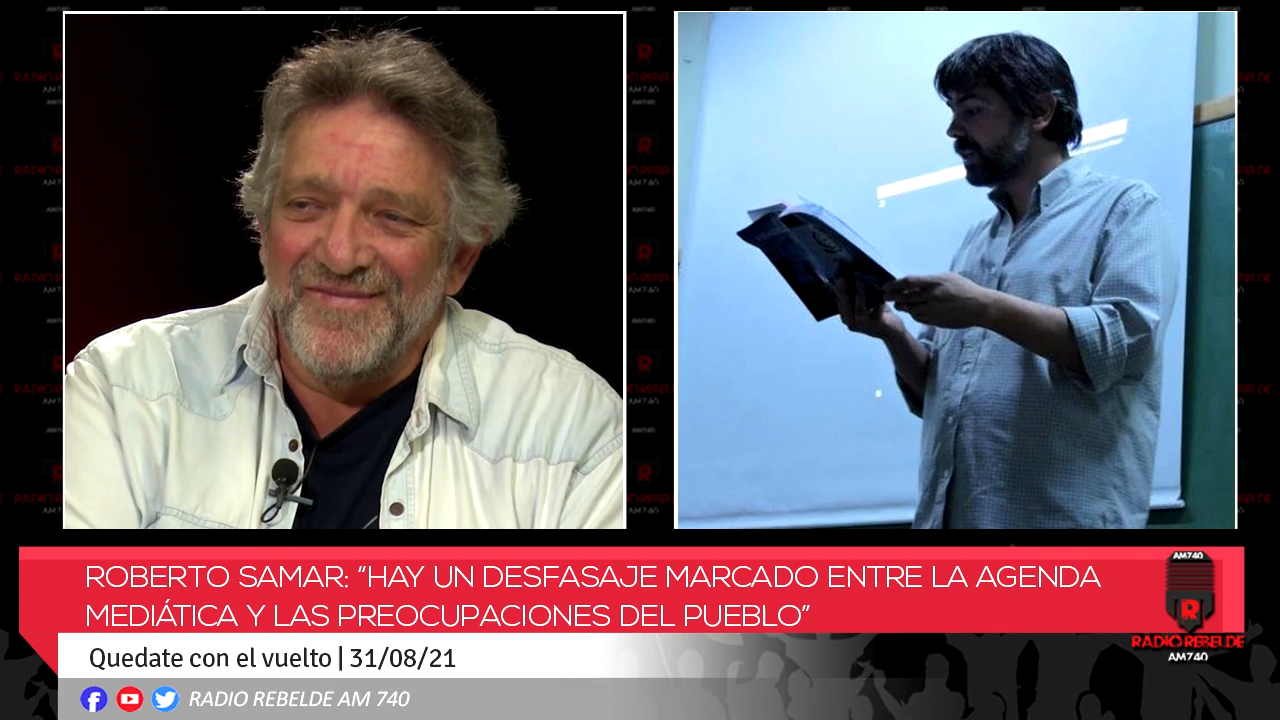 ROBERTO SAMAR: “HAY UN DESFASAJE MARCADO ENTRE LA AGENDA
MEDIÁTICA Y LAS PREOCUPACIONES DEL PUEBLO”
AM740
R
RADIO REBELDE
AM740
Quedate con el vuelto | 31/08/21
RADIO REBELDE AM 740